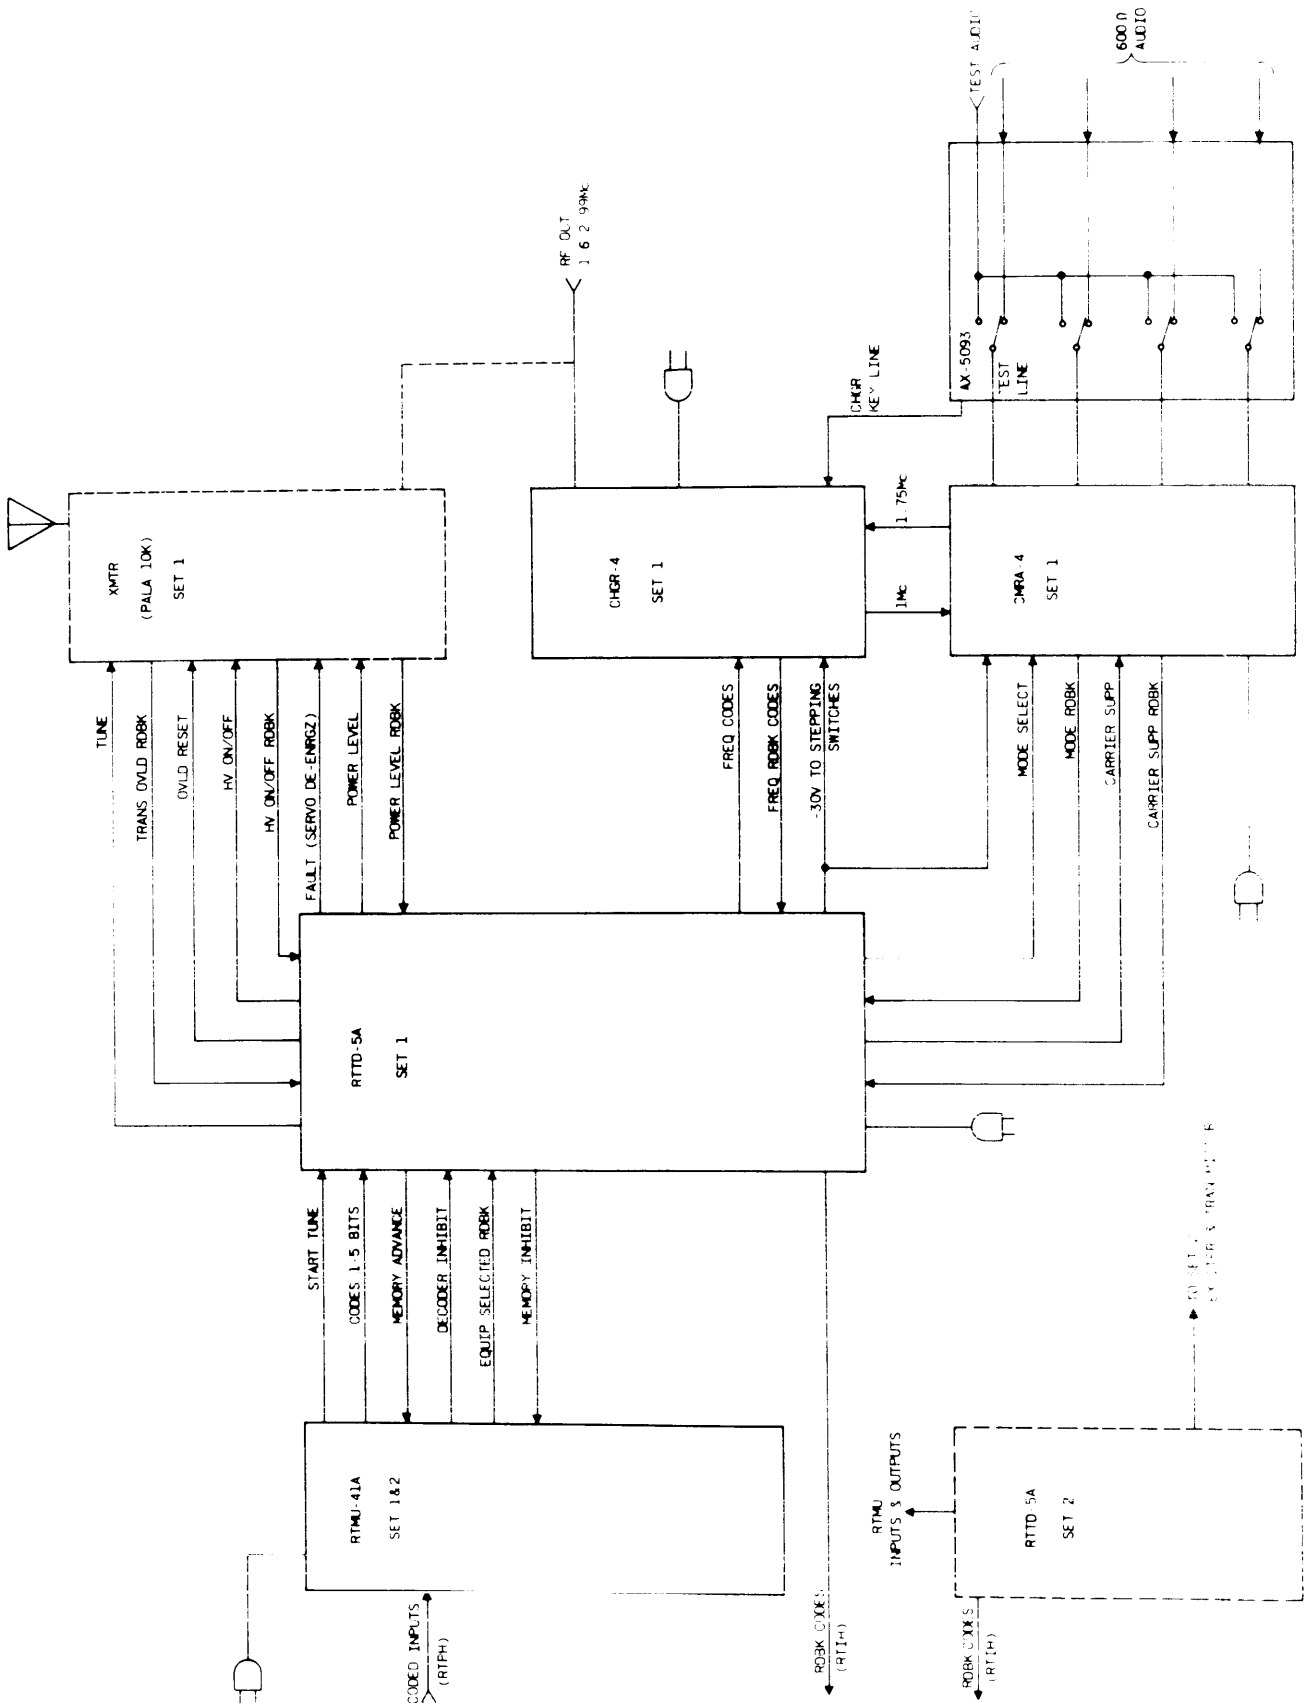 CODED INPUTS
(RTPH)
RTMU-41A
SET 1&2
START TUNE
CODES 1-5 BITS
MEMORY ADVANCE
DECODER INHIBIT
EQUIP SELECTED RDBK
MEMORY INHIBIT
RDBK CODES
(RTIH)
RTTD-5A
SET 1
TUNE
TRANS OVLD RDBK
OVLD RESET
HV ON/OFF
HV ON/OFF RDBK
FAULT (SERVO DE-ENRGZ)
POWER LEVEL
POWER LEVEL RDBK
XMTR
(PALA 10K)
SET 1
FREQ CODES
FREQ RDBK CODES
-30V TO STEPPING
SWITCHES
MODE SELECT
MODE RDBK
CARRIER SUPP
CARRIER SUPP RDBK
CHGR-4
SET 1
RF OUT
1Mc
1.75Mc
CHGR
KEY LINE
CMRA-4
SET 1
AX-5093
TEST
LINE
TEST AUDIO
600Ω
AUDIO
RDBK CODES
(RTIH)
RTMU
INPUTS & OUTPUTS
RTTD-5A
SET 2
TO SET